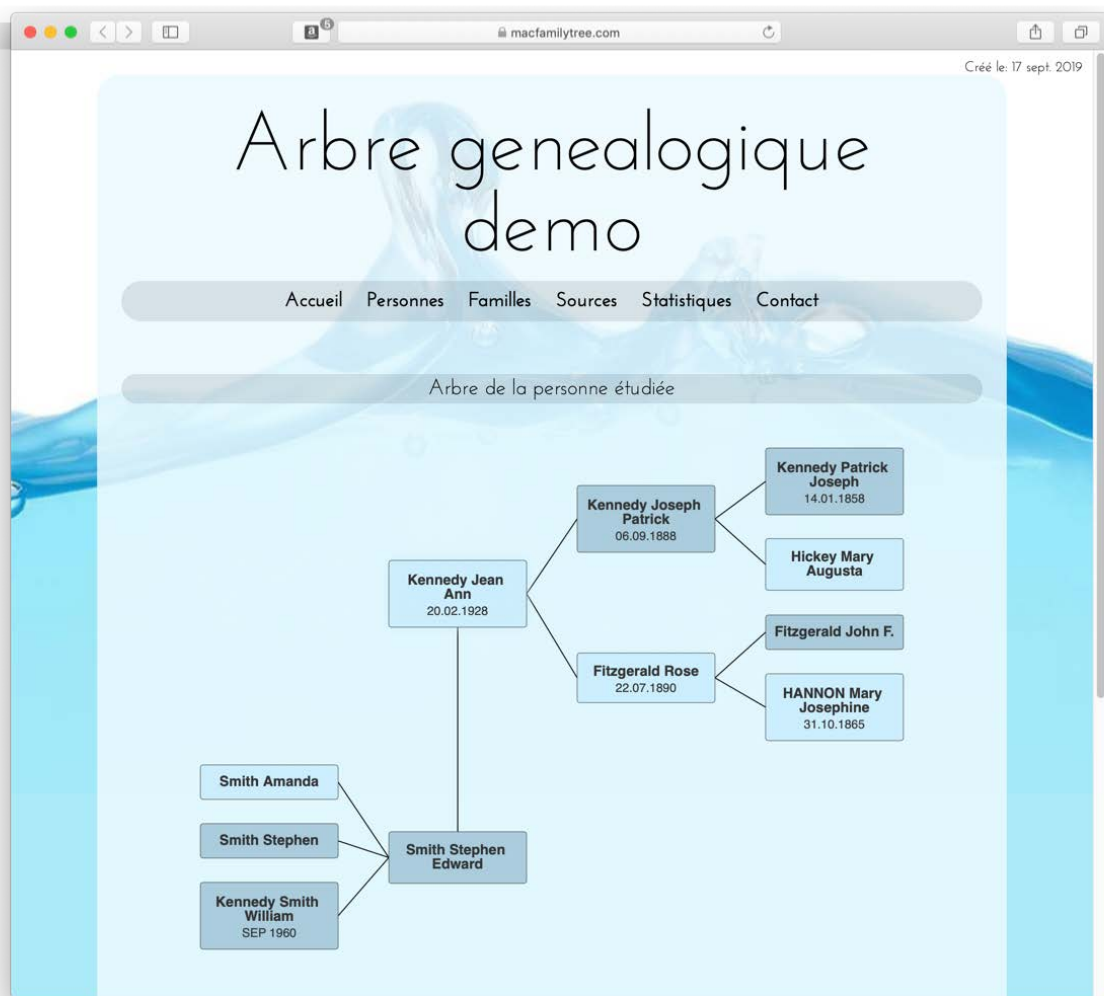 5
macfamilytree.com
Créé le: 17 sept. 2019
Arbre genealogique
demo
Accueil Personnes Familles Sources Statistiques Contact
Arbre de la personne étudiée
Kennedy Patrick
Joseph
14.01.1858
Kennedy Joseph
Patrick
06.09.1888
Hickey Mary
Augusta
Kennedy Jean
Ann
20.02.1928
Fitzgerald John F.
Fitzgerald Rose
22.07.1890
HANNON Mary
Josephine
31.10.1865
Smith Amanda
Smith Stephen
Smith Stephen
Edward
Kennedy Smith
William
SEP 1960